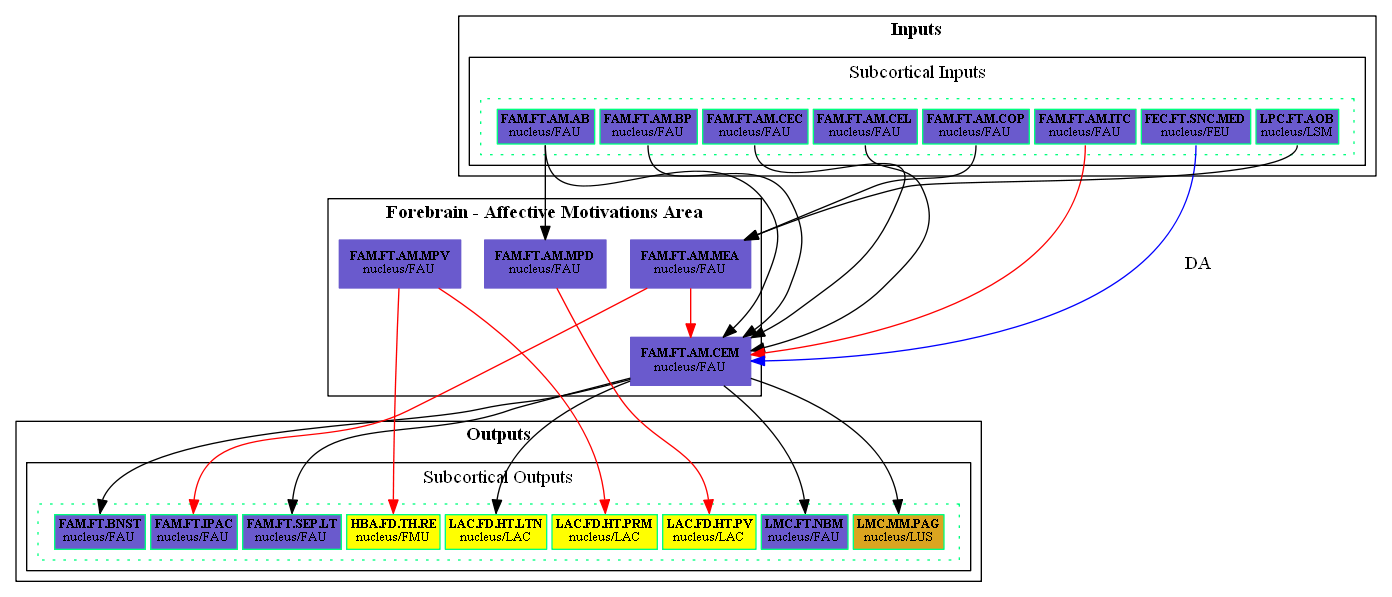 Inputs
Subcortical Inputs
FAM.FT.AM.AB
nucleus/FAU
FAM.FT.AM.BP
nucleus/FAU
FAM.FT.AM.CEC
nucleus/FAU
FAM.FT.AM.CEL
nucleus/FAU
FAM.FT.AM.COP
nucleus/FAU
FAM.FT.AM.ITC
nucleus/FAU
FEC.FT.SNC.MED
nucleus/FEU
LPC.FT.AOB
nucleus/LSM
Forebrain - Affective Motivations Area
FAM.FT.AM.MPV
nucleus/FAU
FAM.FT.AM.MPD
nucleus/FAU
FAM.FT.AM.MEA
nucleus/FAU
DA
FAM.FT.AM.CEM
nucleus/FAU
Outputs
Subcortical Outputs
FAM.FT.BNST
nucleus/FAU
FAM.FT.IPAC
nucleus/FAU
FAM.FT.SEP.LT
nucleus/FAU
HBA.FD.TH.RE
nucleus/FMU
LAC.FD.HT.LTN
nucleus/LAC
LAC.FD.HT.PRM
nucleus/LAC
LAC.FD.HT.PV
nucleus/LAC
LMC.FT.NBM
nucleus/FAU
LMC.MM.PAG
nucleus/LUS